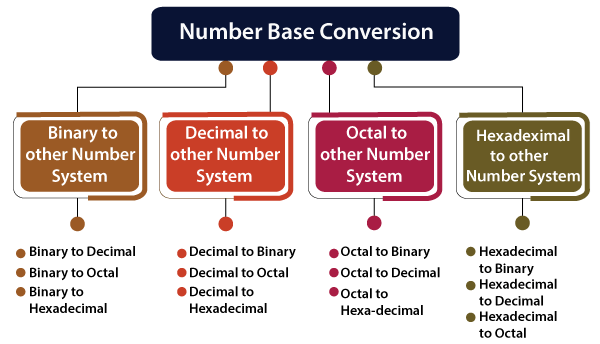 Number Base Conversion
Binary to
other Number
System
Decimal to
other Number
System
Octal to
other Number
System
Hexadeximal
to other
Number System
Binary to Decimal
Binary to Octal
Binary to
Hexadecimal
Decimal to Binary
Decimal to Octal
Decimal to
Hexadecimal
Octal to Binary
Octal to Decimal
Octal to
Hexa-decimal
Hexadecimal
to Binary
Hexadecimal
to Decimal
Hexadecimal
to Octal